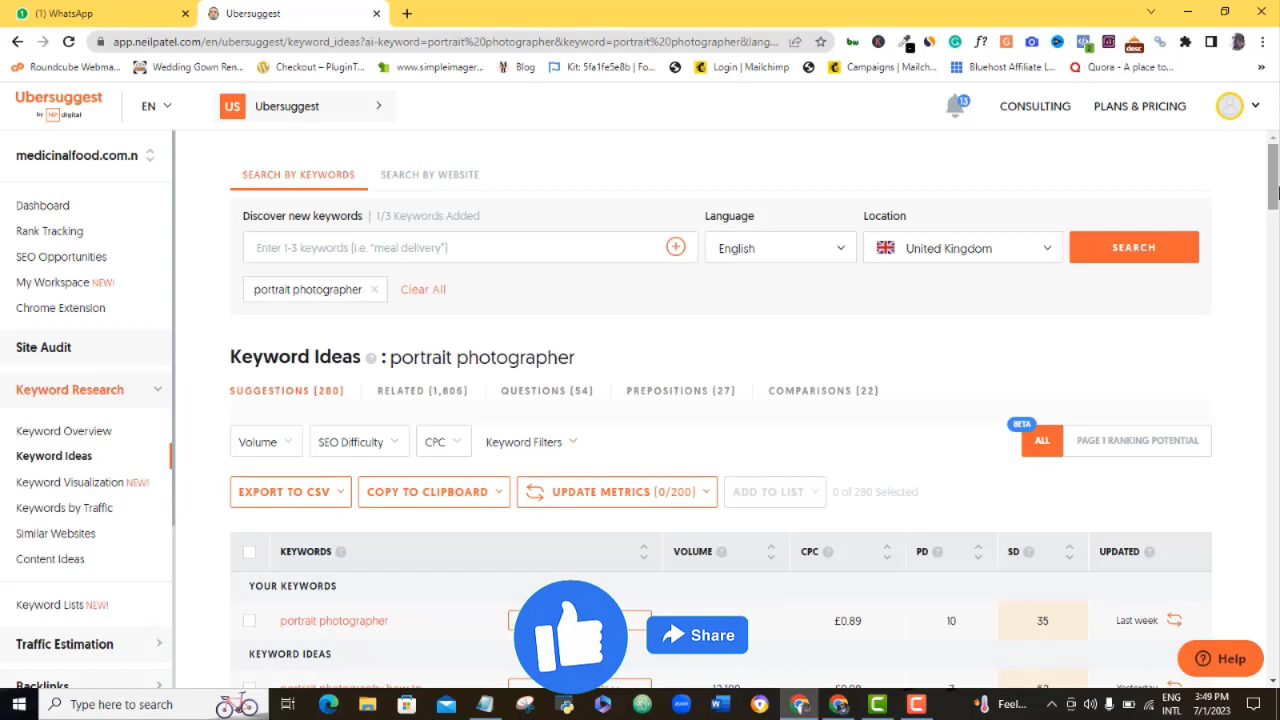 (1) WhatsApp
Ubersuggest
app.neilpatel.com/en/ubersuggest/keyword_ideas?ai-keyword=portrait%20photographer&keyword=portrait%20photographer&lang...
Roundcube Webma...
Wedding Gown Ren...
Checkout – PluginT...
www.simpleimager...
Blog
Kit: 5fa1fe5e8b | Fo...
Login | Mailchimp
Campaigns | Mailch...
Bluehost Affiliate L...
Quora - A place to...
»
Ubersuggest
by NP digital
EN
US Ubersuggest
13
CONSULTING
PLANS & PRICING
medicinalfood.com.n
Dashboard
Rank Tracking
SEO Opportunities
My Workspace NEW!
Chrome Extension
Site Audit
Keyword Research
Keyword Overview
Keyword Ideas
Keyword Visualization NEW!
Keywords by Traffic
Similar Websites
Content Ideas
Keyword Lists NEW!
Traffic Estimation
Backlinks
SEARCH BY KEYWORDS
SEARCH BY WEBSITE
Discover new keywords | 1/3 Keywords Added
Language
Location
Enter 1-3 keywords (i.e. "meal delivery")
English
United Kingdom
SEARCH
portrait photographer ×
Clear All
Keyword Ideas : portrait photographer
SUGGESTIONS (280)
RELATED (1,806)
QUESTIONS (54)
PREPOSITIONS (27)
COMPARISONS (22)
Volume
SEO Difficulty
CPC
Keyword Filters
BETA
ALL
PAGE 1 RANKING POTENTIAL
EXPORT TO CSV
COPY TO CLIPBOARD
UPDATE METRICS (0/200)
ADD TO LIST
0 of 280 Selected
KEYWORDS
VOLUME
CPC
PD
SD
UPDATED
YOUR KEYWORDS
portrait photographer
£0.89
10
35
Last week
KEYWORD IDEAS
Share
Help
Type here to search
Feel...
ENG
INTL
3:49 PM
7/1/2023